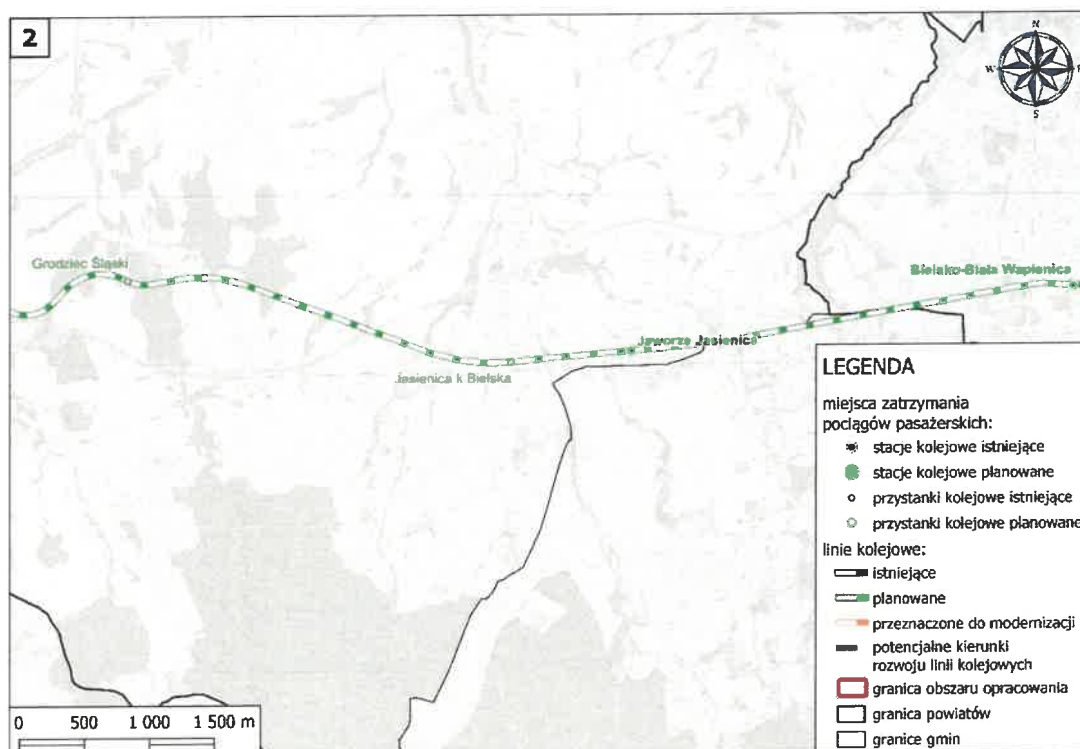 2
N
W
E
S
Grodziec Śląski
Jasienica k Bielska
Jaworze Jasienica
Bielsko-Biała Wapienica
LEGENDA
miejsca zatrzymania
pociągów pasażerskich:
stacje kolejowe istniejące
stacje kolejowe planowane
przystanki kolejowe istniejące
przystanki kolejowe planowane
linie kolejowe:
istniejące
planowane
przeznaczone do modernizacji
potencjalne kierunki
rozwoju linii kolejowych
granica obszaru opracowania
granica powiatów
granice gmin
0 500 1 000 1 500 m